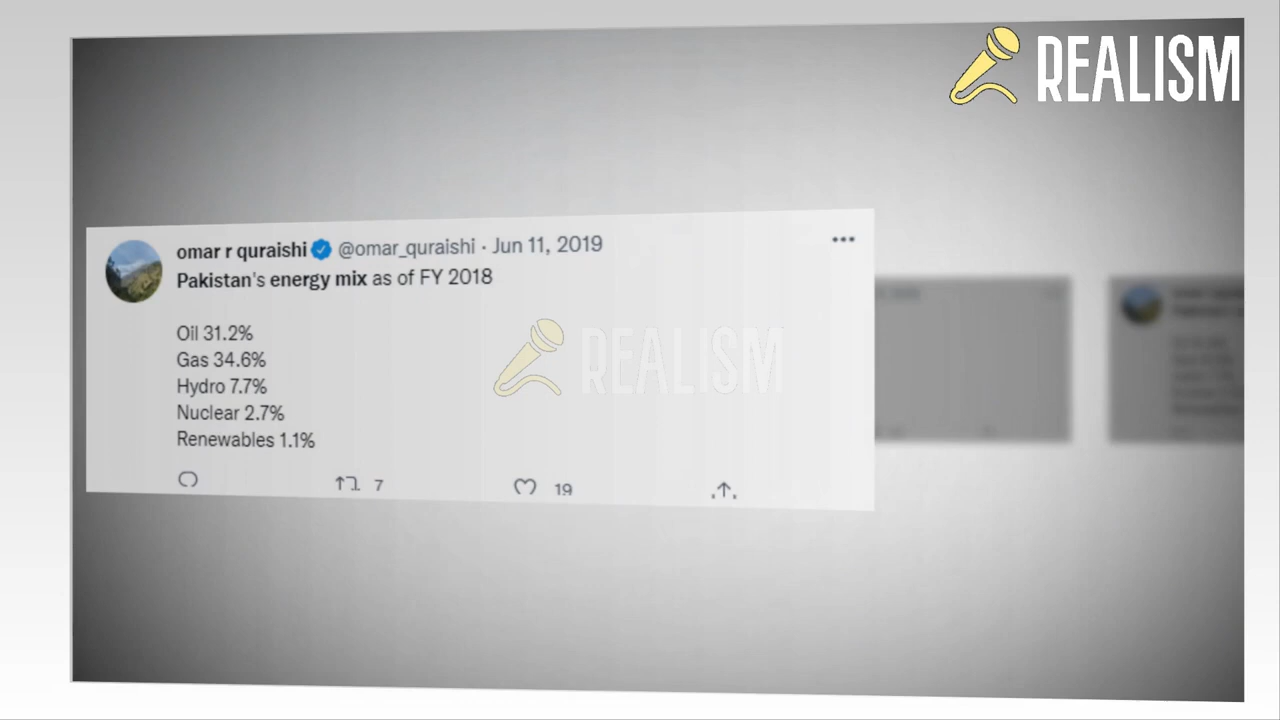 REALISM
omar r quraishi @omar_quraishi · Jun 11, 2019
Pakistan's energy mix as of FY 2018
Oil 31.2%
Gas 34.6%
Hydro 7.7%
Nuclear 2.7%
Renewables 1.1%
REALISM
7 19